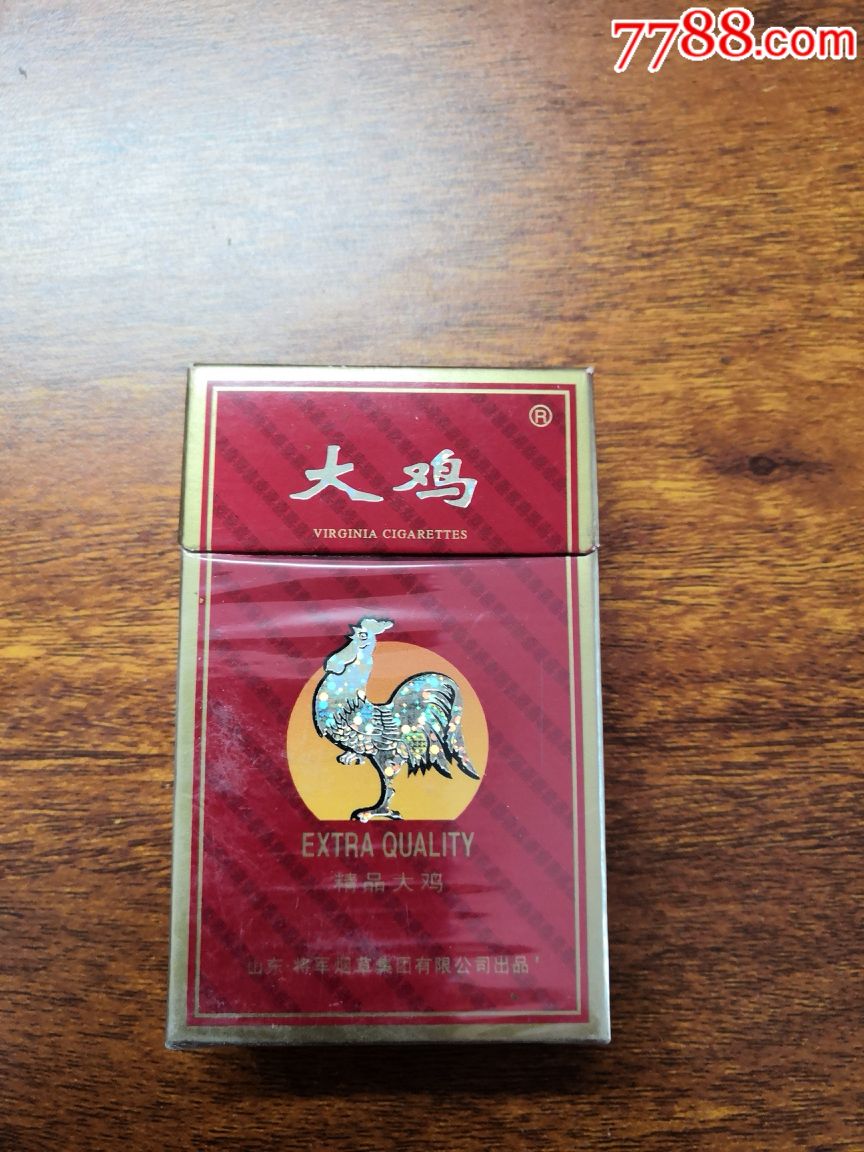 7788.com
®
大鸡
VIRGINIA CIGARETTES
EXTRA QUALITY
精品大鸡
山东·将军烟草集团有限公司出品